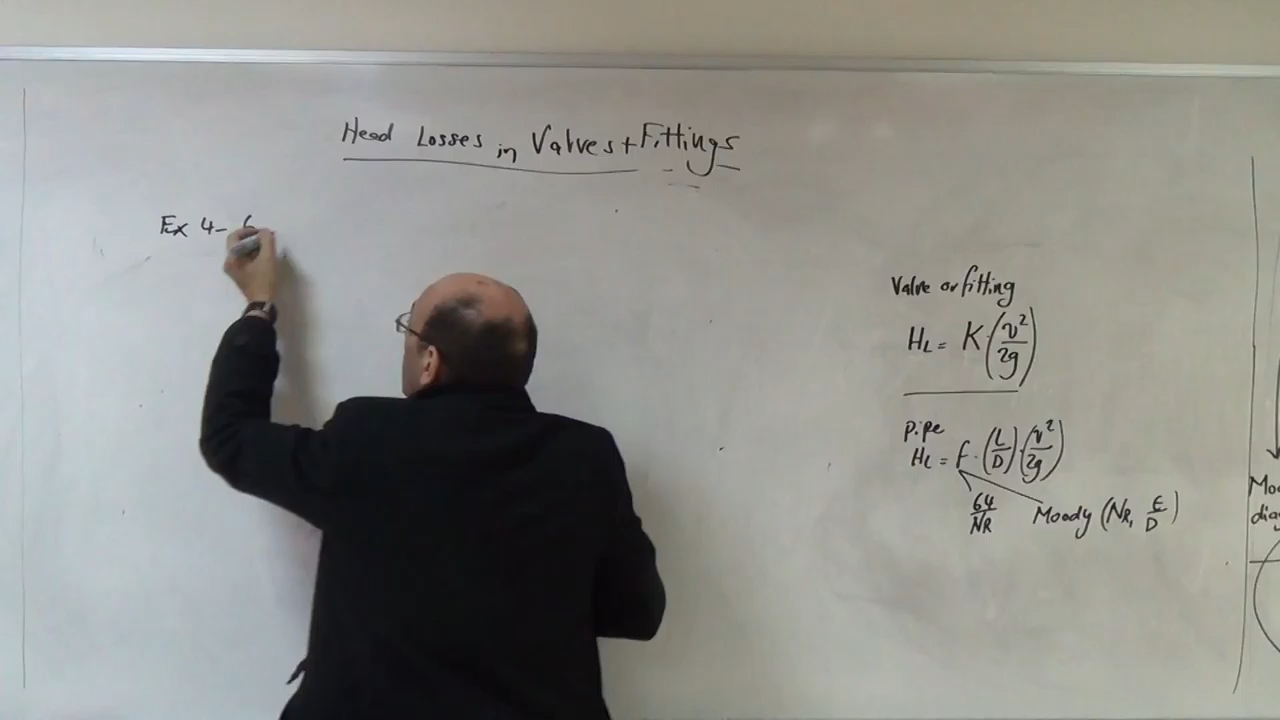 Head Losses in Valves + Fittings
Ex 4- 6
Valve or fitting
HL = K (v²/2g)
Pipe
HL = f · (L/D) · (v²/2g)
64/NR Moody (NR, ε/D)